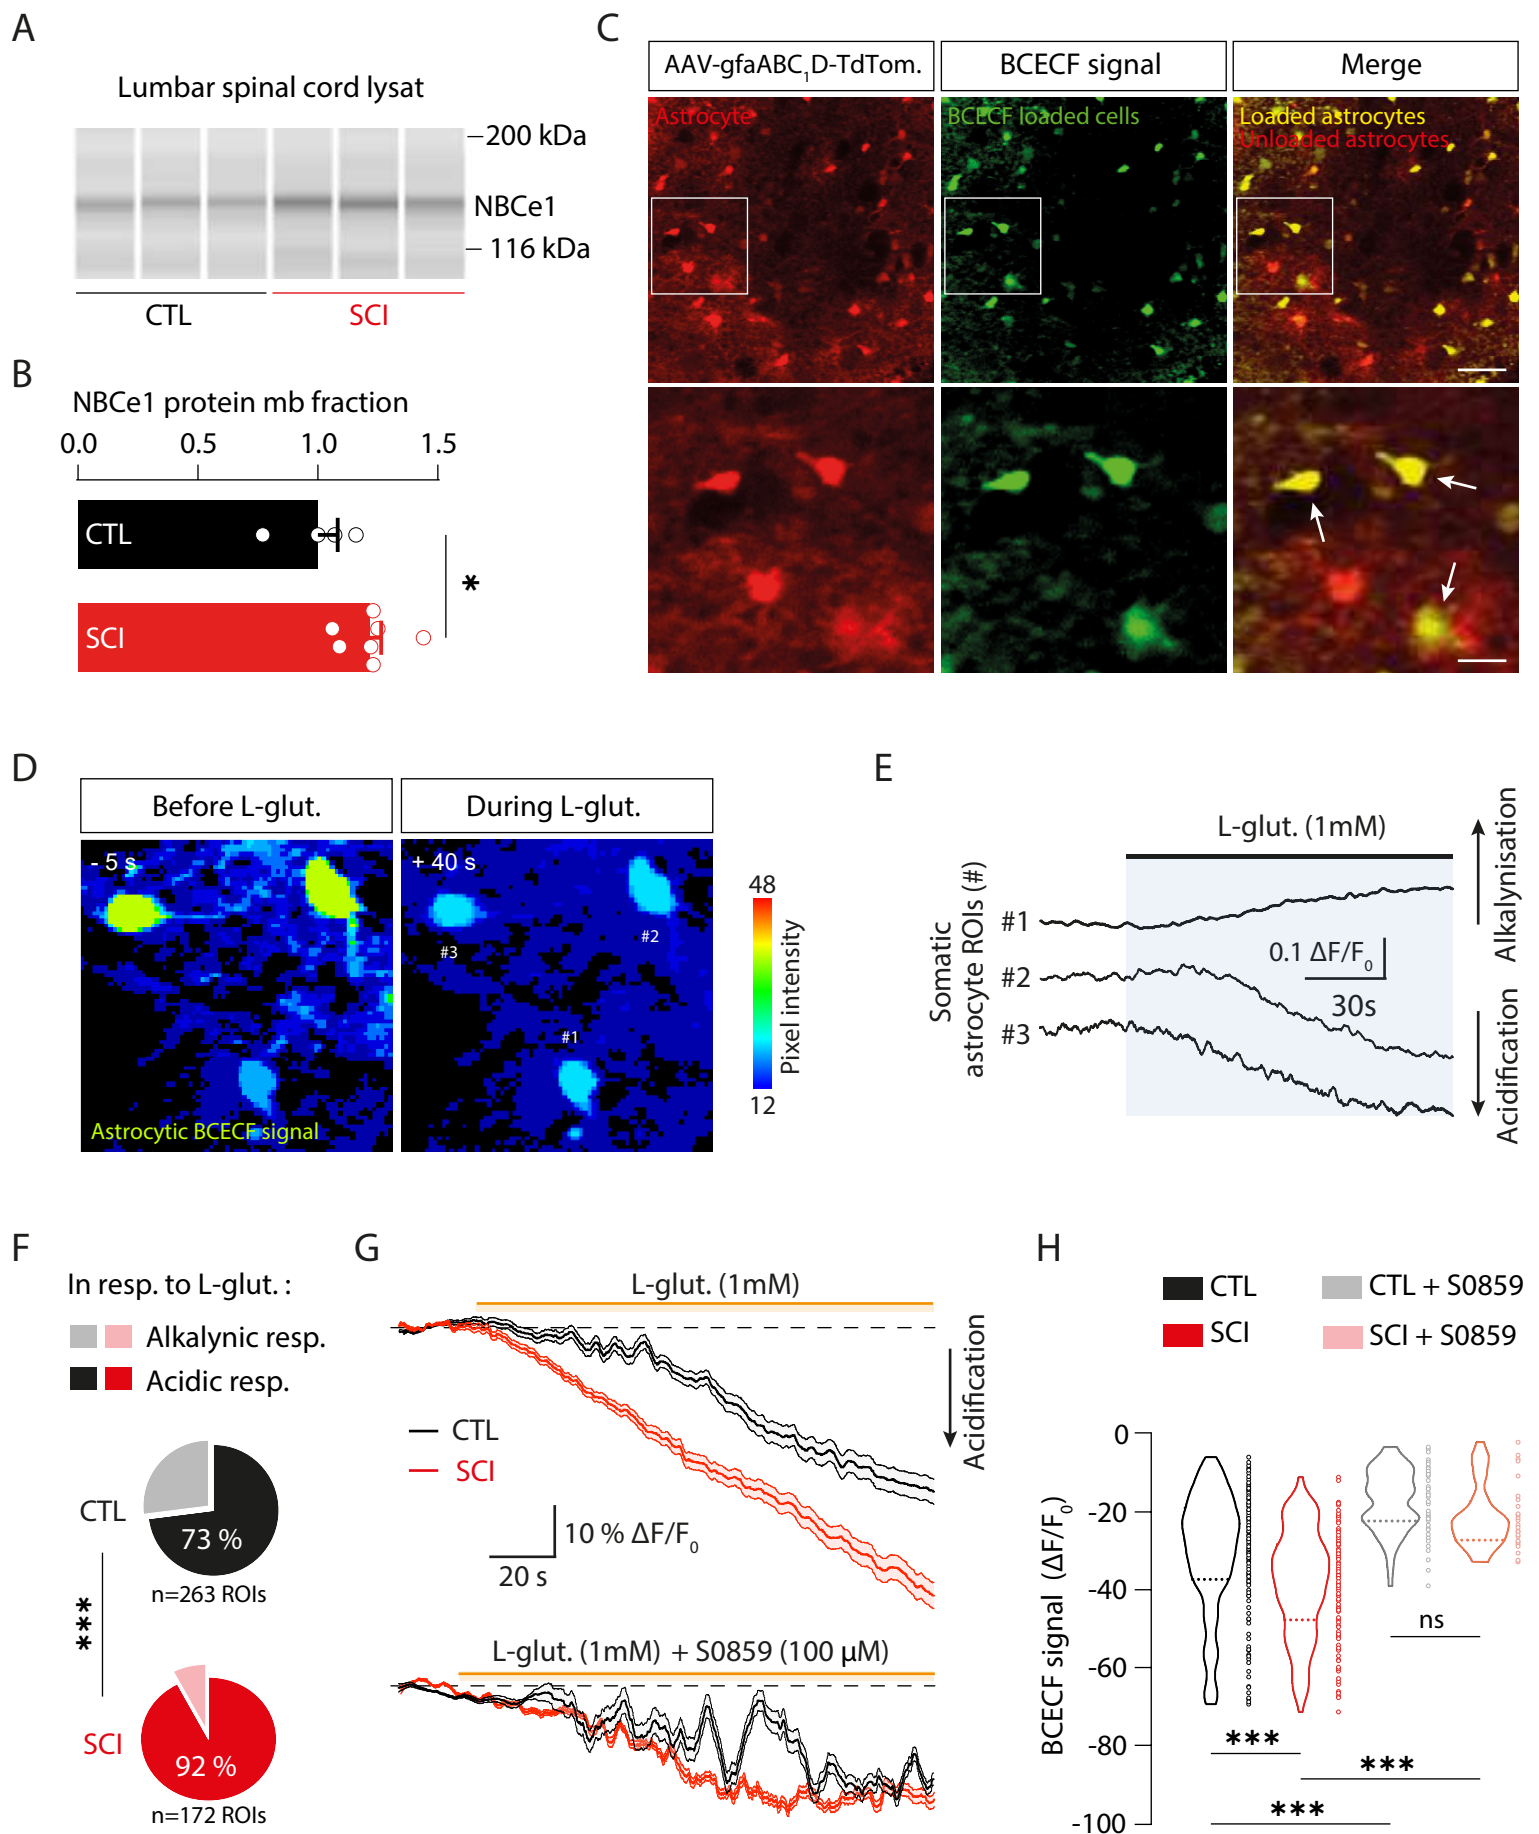 A
Lumbar spinal cord lysat
200 kDa
NBCe1
116 kDa
CTL
SCI
B
NBCe1 protein mb fraction
0.0 0.5 1.0 1.5
CTL
SCI
*
C
AAV-gfaABC1D-TdTom.
BCECF signal
Merge
Astrocyte
BCECF loaded cells
Loaded astrocytes
Unloaded astrocytes
D
Before L-glut.
During L-glut.
- 5 s
+ 40 s
#3
#2
#1
Astrocytic BCECF signal
48
12
Pixel intensity
E
L-glut. (1mM)
Somatic
astrocyte ROIs (#)
#1
#2
#3
0.1 ΔF/F0
30s
Alkalynisation
Acidification
F
In resp. to L-glut. :
Alkalynic resp.
Acidic resp.
CTL
73 %
n=263 ROIs
***
SCI
92 %
n=172 ROIs
G
L-glut. (1mM)
CTL
SCI
10 % ΔF/F0
20 s
Acidification
L-glut. (1mM) + S0859 (100 µM)
H
CTL
CTL + S0859
SCI
SCI + S0859
BCECF signal (ΔF/F0)
0
-20
-40
-60
-80
-100
ns
***
***
***